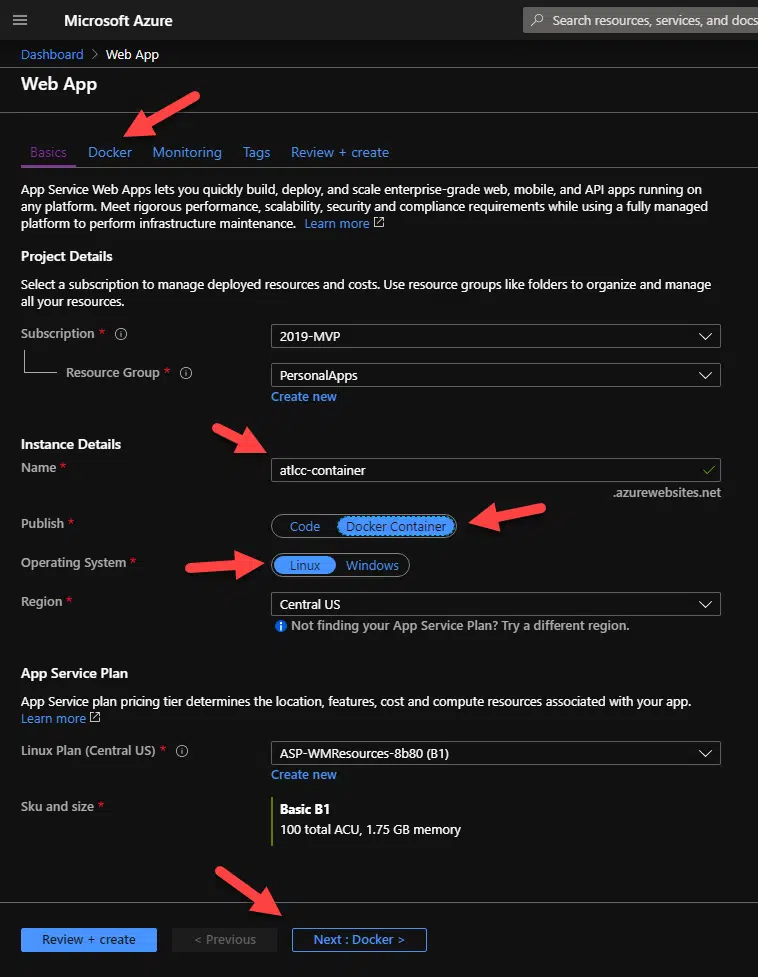 Microsoft Azure
Search resources, services, and docs
Dashboard > Web App
Web App
Basics Docker Monitoring Tags Review + create
App Service Web Apps lets you quickly build, deploy, and scale enterprise-grade web, mobile, and API apps running on
any platform. Meet rigorous performance, scalability, security and compliance requirements while using a fully managed
platform to perform infrastructure maintenance. Learn more
Project Details
Select a subscription to manage deployed resources and costs. Use resource groups like folders to organize and manage
all your resources.
Subscription * 2019-MVP
Resource Group * PersonalApps
Create new
Instance Details
Name * atlcc-container
.azurewebsites.net
Publish * Code Docker Container
Operating System * Linux Windows
Region * Central US
Not finding your App Service Plan? Try a different region.
App Service Plan
App Service plan pricing tier determines the location, features, cost and compute resources associated with your app.
Learn more
Linux Plan (Central US) * ASP-WMResources-8b80 (B1)
Create new
Sku and size * Basic B1
100 total ACU, 1.75 GB memory
Review + create < Previous Next : Docker >